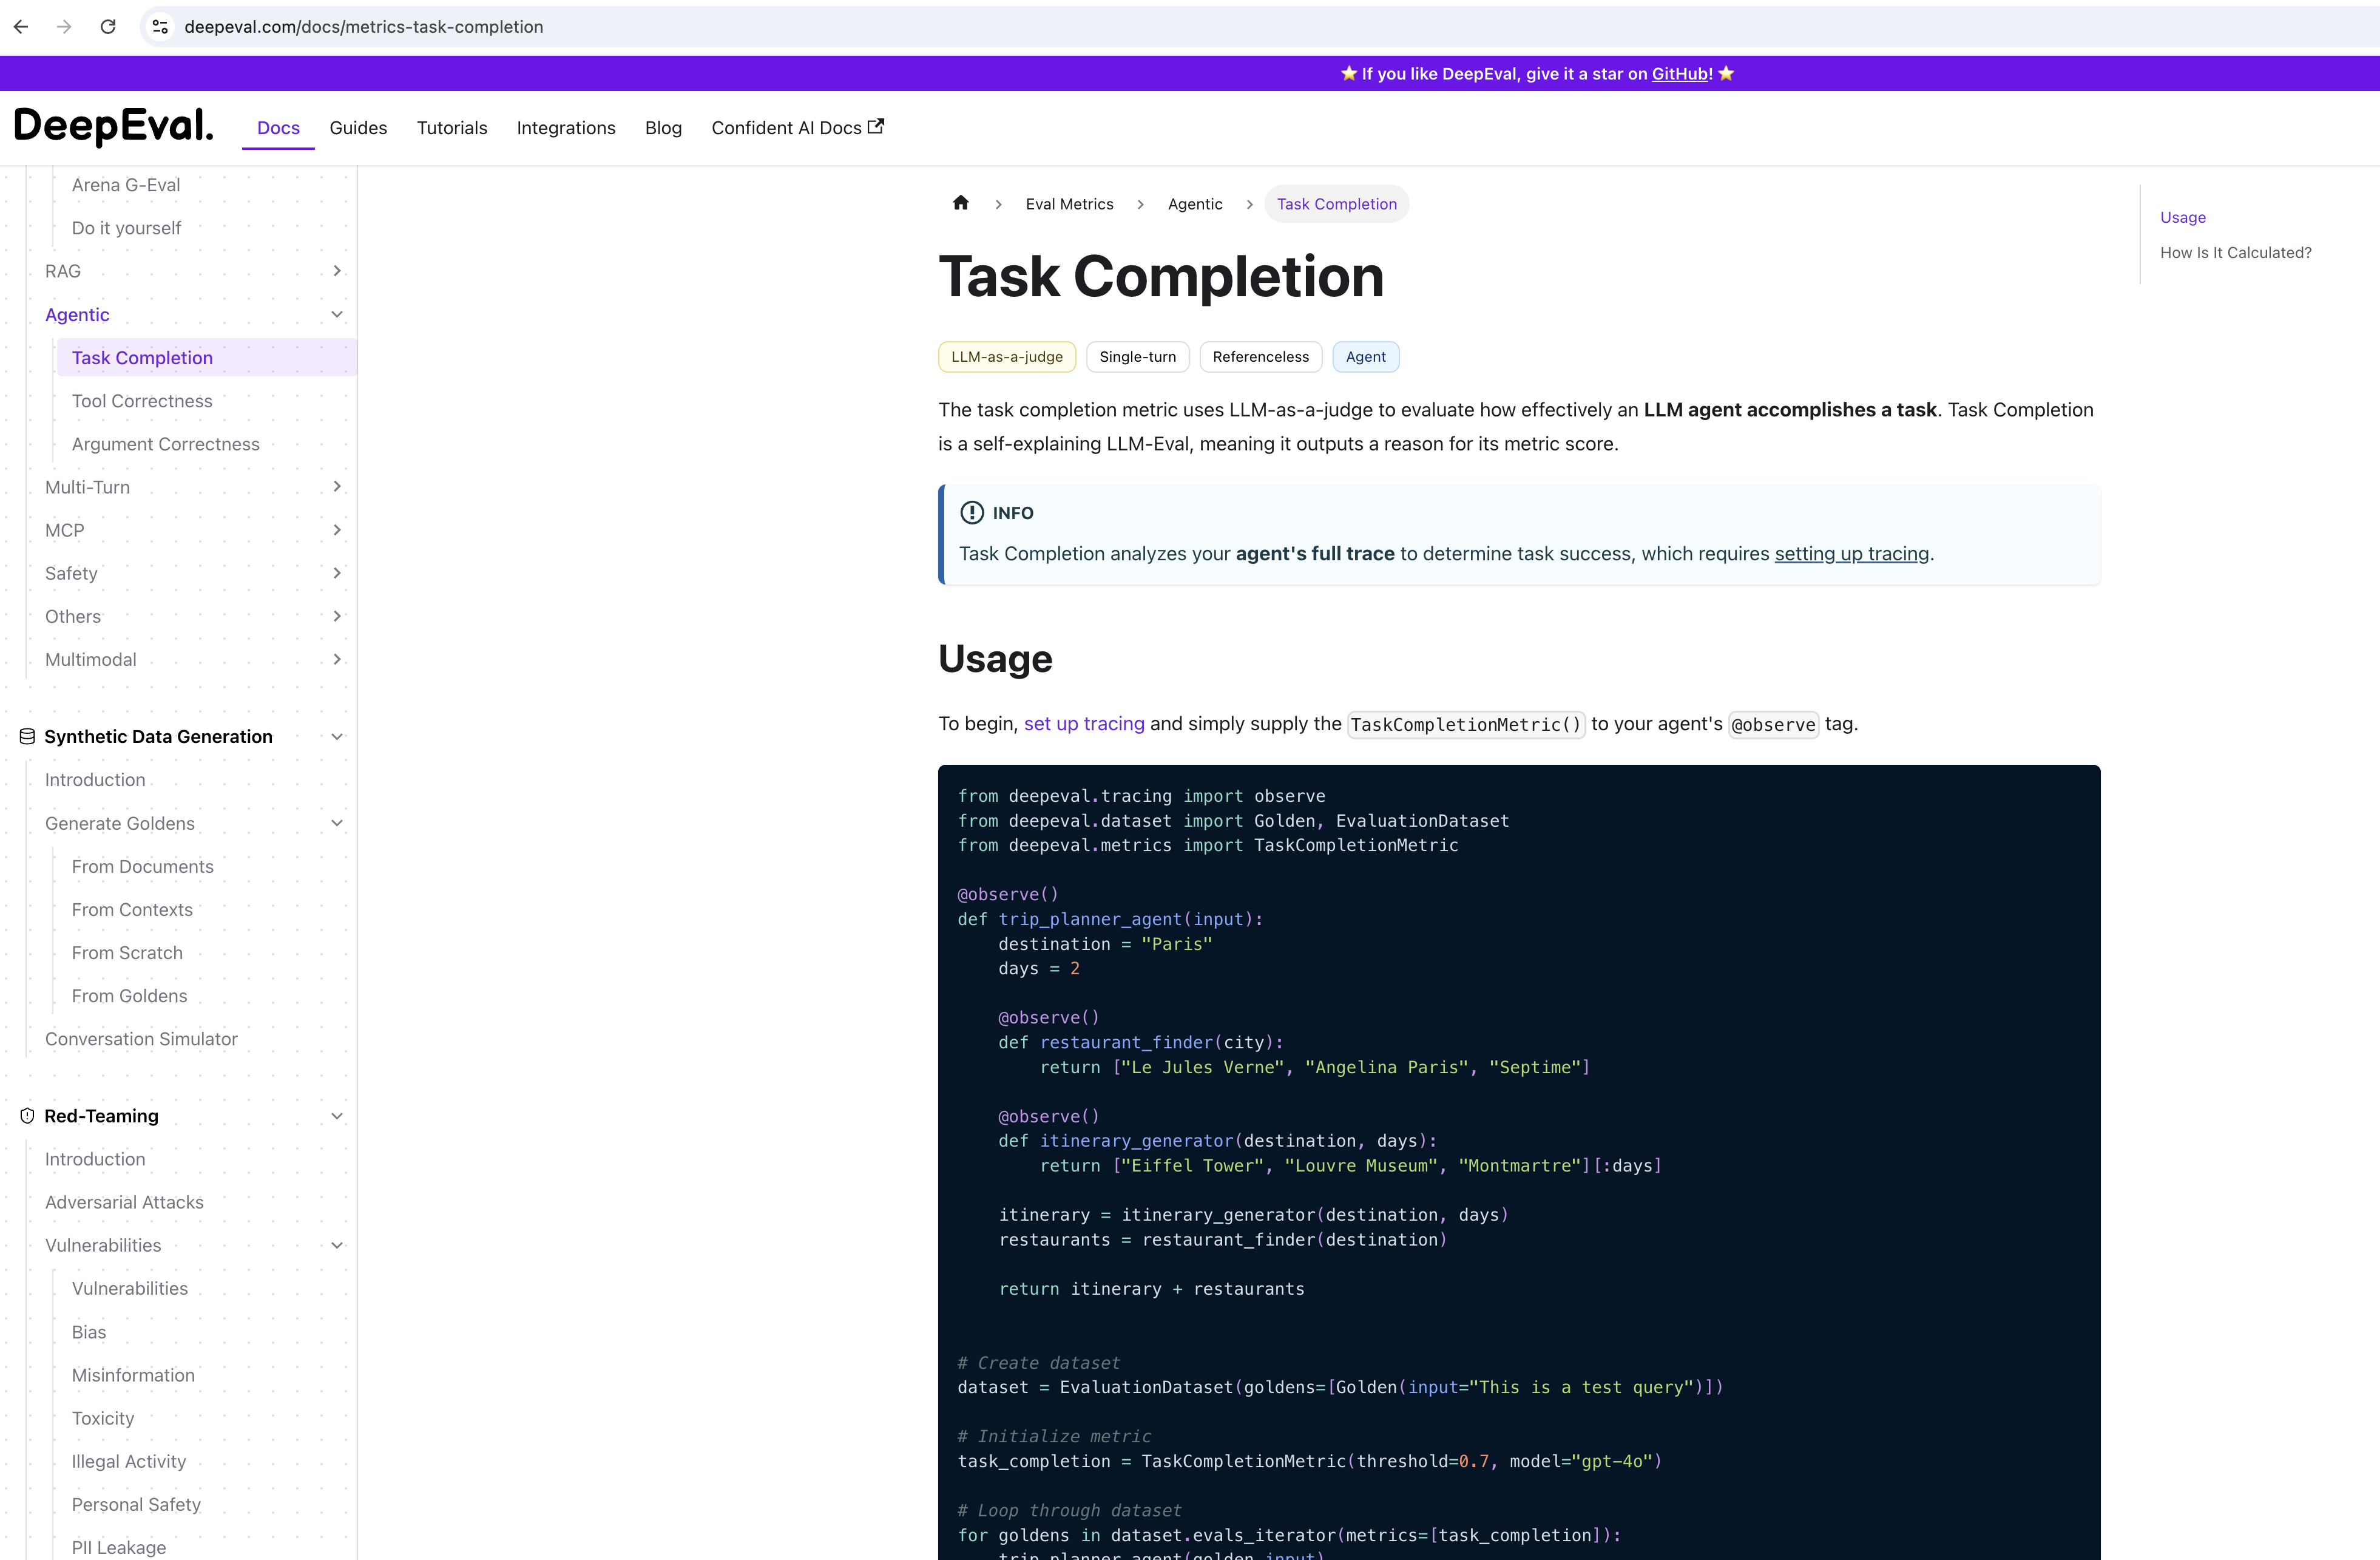 deepeval.com/docs/metrics-task-completion
⭐ If you like DeepEval, give it a star on GitHub! ⭐
DeepEval.
Docs
Guides
Tutorials
Integrations
Blog
Confident AI Docs
Arena G-Eval
Do it yourself
RAG
Agentic
Task Completion
Tool Correctness
Argument Correctness
Multi-Turn
MCP
Safety
Others
Multimodal
Synthetic Data Generation
Introduction
Generate Goldens
From Documents
From Contexts
From Scratch
From Goldens
Conversation Simulator
Red-Teaming
Introduction
Adversarial Attacks
Vulnerabilities
Vulnerabilities
Bias
Misinformation
Toxicity
Illegal Activity
Personal Safety
PII Leakage
Eval Metrics
Agentic
Task Completion
Task Completion
LLM-as-a-judge
Single-turn
Referenceless
Agent
The task completion metric uses LLM-as-a-judge to evaluate how effectively an LLM agent accomplishes a task. Task Completion
is a self-explaining LLM-Eval, meaning it outputs a reason for its metric score.
INFO
Task Completion analyzes your agent's full trace to determine task success, which requires setting up tracing.
Usage
To begin, set up tracing and simply supply the TaskCompletionMetric() to your agent's @observe tag.
from deepeval.tracing import observe
from deepeval.dataset import Golden, EvaluationDataset
from deepeval.metrics import TaskCompletionMetric
@observe()
def trip_planner_agent(input):
    destination = "Paris"
    days = 2
    @observe()
    def restaurant_finder(city):
        return ["Le Jules Verne", "Angelina Paris", "Septime"]
    @observe()
    def itinerary_generator(destination, days):
        return ["Eiffel Tower", "Louvre Museum", "Montmartre"][:days]
    itinerary = itinerary_generator(destination, days)
    restaurants = restaurant_finder(destination)
    return itinerary + restaurants
# Create dataset
dataset = EvaluationDataset(goldens=[Golden(input="This is a test query")])
# Initialize metric
task_completion = TaskCompletionMetric(threshold=0.7, model="gpt-4o")
# Loop through dataset
for goldens in dataset.evals_iterator(metrics=[task_completion]):
    trip_planner_agent(golden.input)
Usage
How Is It Calculated?